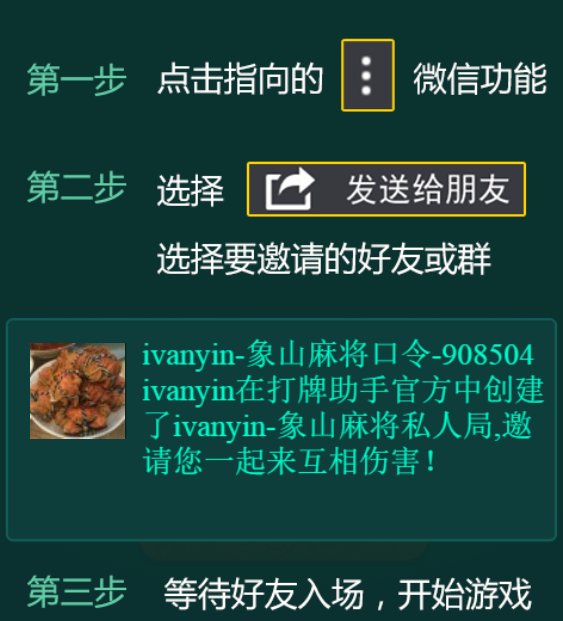 第一步 点击指向的 微信功能
第二步 选择 发送给朋友
选择要邀请的好友或群
ivanyin-象山麻将口令-908504
ivanyin在打牌助手官方中创建
了ivanyin-象山麻将私人局,邀
请您一起来互相伤害！
第三步 等待好友入场，开始游戏